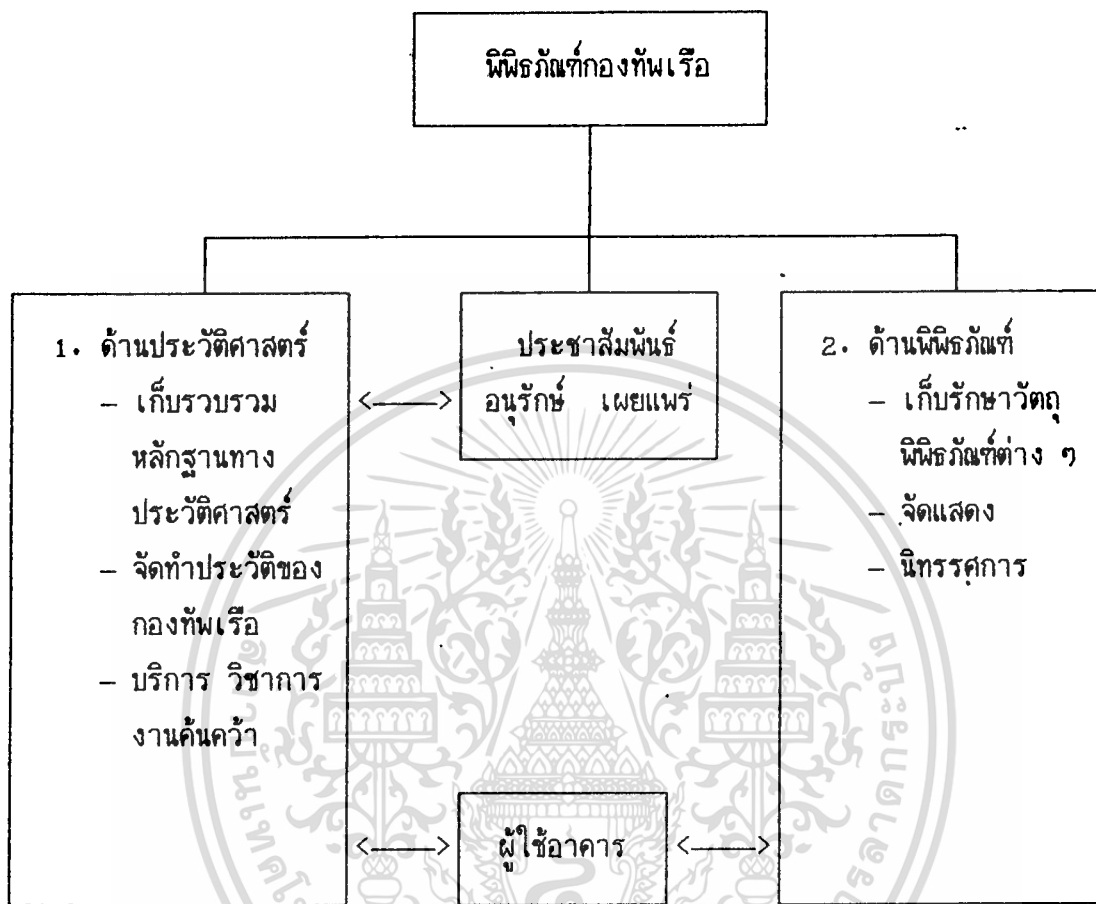 พิพิธภัณฑ์กองทัพเรือ
1. ด้านประวัติศาสตร์
– เก็บรวบรวม
หลักฐานทาง
ประวัติศาสตร์
– จัดทำประวัติของ
กองทัพเรือ
– บริการ วิชาการ
งานค้นคว้า
<———>
ประชาสัมพันธ์
อนุรักษ์ เผยแพร่
2. ด้านพิพิธภัณฑ์
– เก็บรักษาวัตถุ
พิพิธภัณฑ์ต่าง ๆ
– จัดแสดง
– นิทรรศการ
<———> ผู้ใช้อาคาร <———>